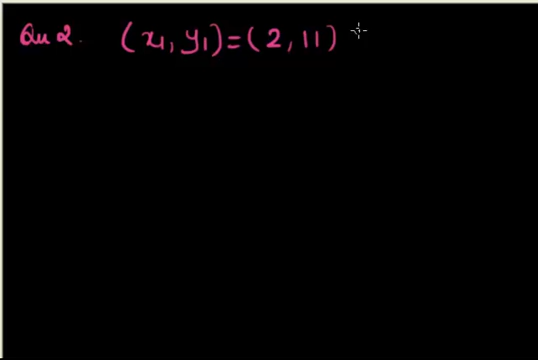 Qu 2. (x₁, y₁) = (2, 11)